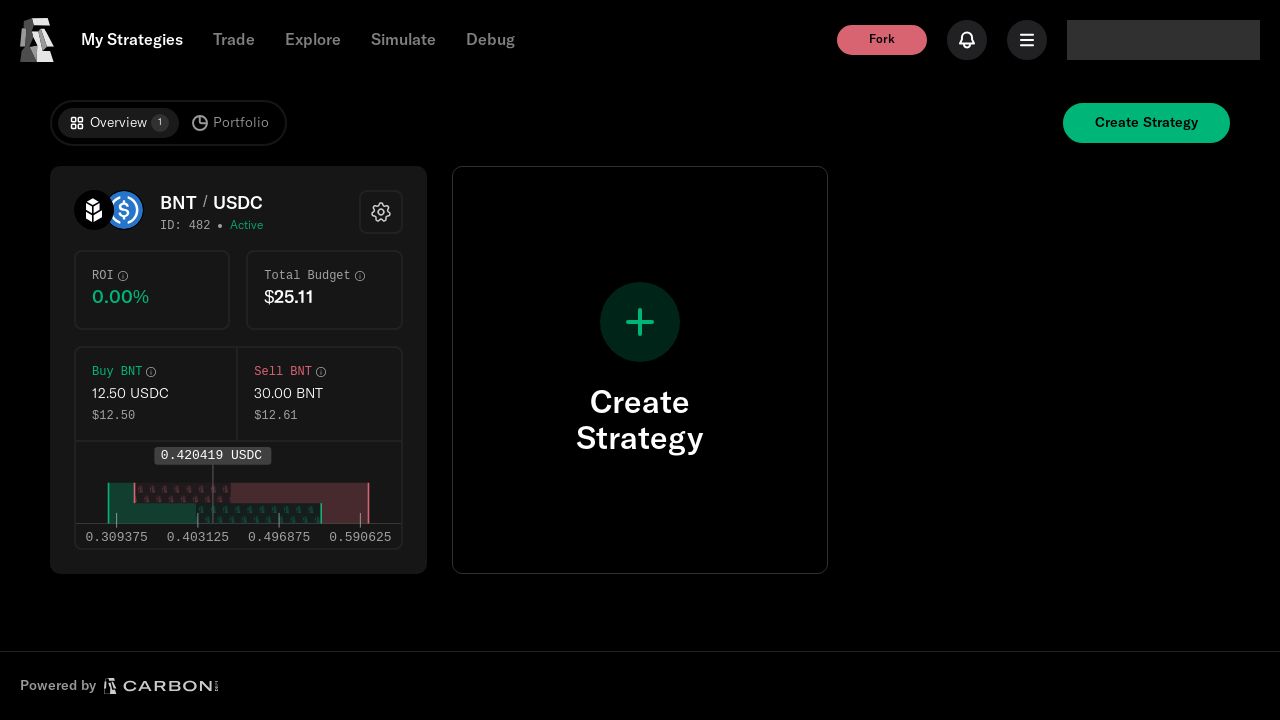 My Strategies
Trade
Explore
Simulate
Debug
Fork
Overview 1
Portfolio
Create Strategy
BNT / USDC
ID: 482 • Active
ROI
0.00%
Total Budget
$25.11
Buy BNT
12.50 USDC
$12.50
Sell BNT
30.00 BNT
$12.61
0.420419 USDC
0.309375
0.403125
0.496875
0.590625
Create
Strategy
Powered by
CARBON